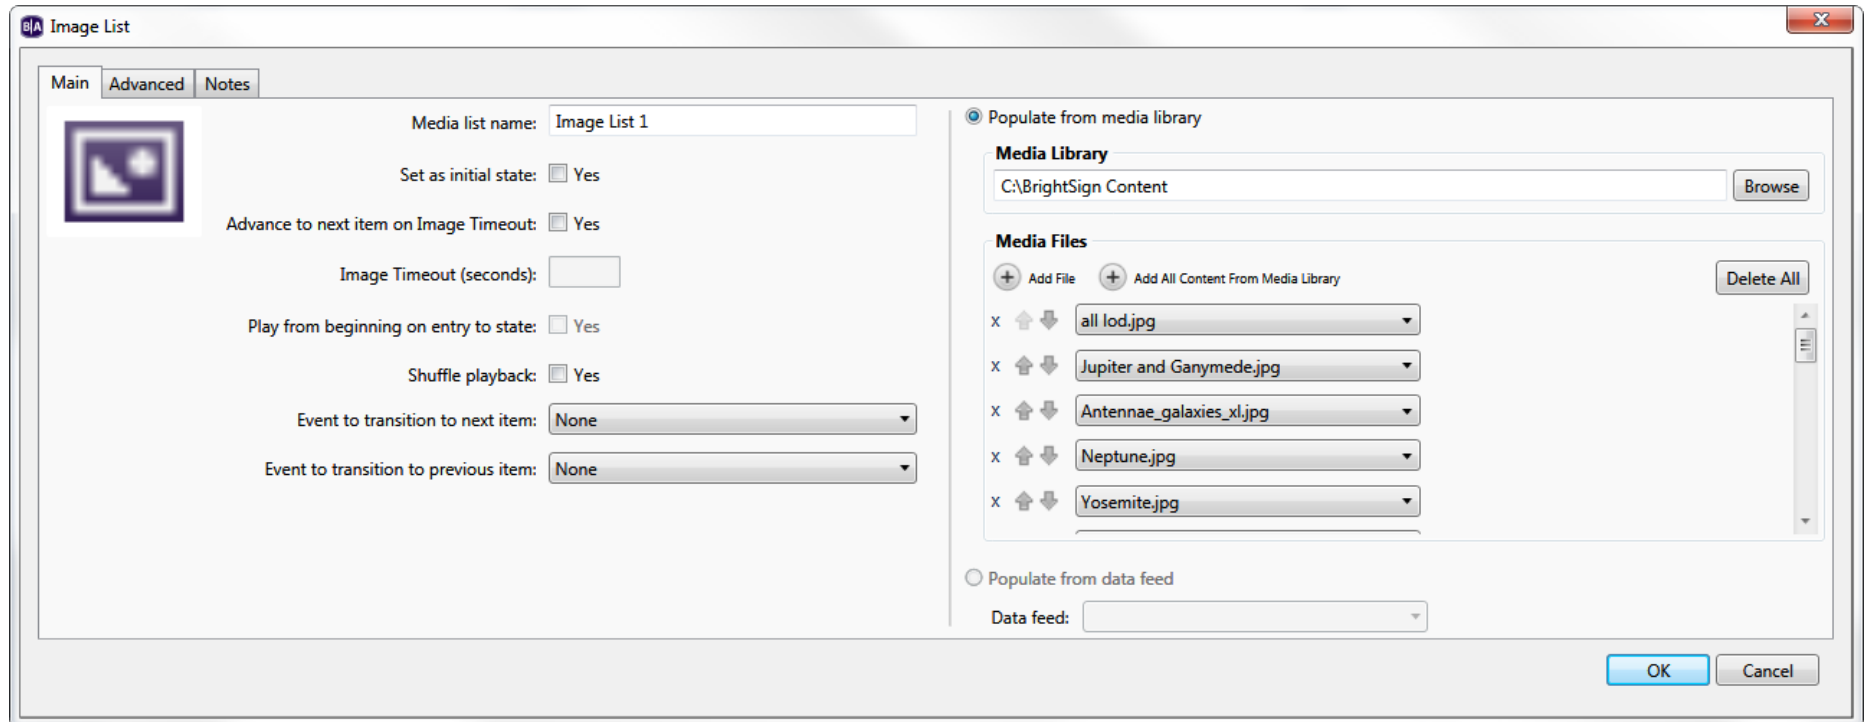 B|A Image List
Main Advanced Notes
Media list name: Image List 1
Set as initial state: Yes
Advance to next item on Image Timeout: Yes
Image Timeout (seconds):
Play from beginning on entry to state: Yes
Shuffle playback: Yes
Event to transition to next item: None
Event to transition to previous item: None
Populate from media library
Media Library
C:\BrightSign Content Browse
Media Files
Add File Add All Content From Media Library Delete All
x all lod.jpg
x Jupiter and Ganymede.jpg
x Antennae_galaxies_xl.jpg
x Neptune.jpg
x Yosemite.jpg
Populate from data feed
Data feed:
OK Cancel